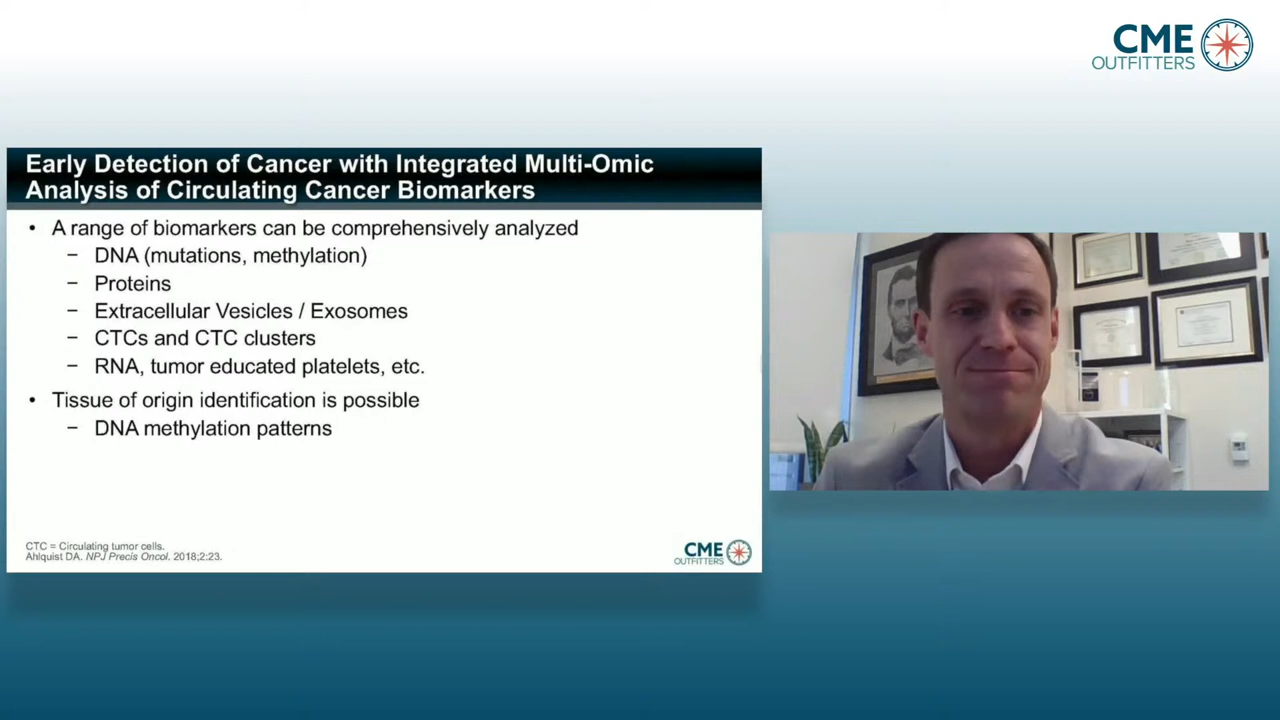 CME
OUTFITTERS
Early Detection of Cancer with Integrated Multi-Omic
Analysis of Circulating Cancer Biomarkers
• A range of biomarkers can be comprehensively analyzed
− DNA (mutations, methylation)
− Proteins
− Extracellular Vesicles / Exosomes
− CTCs and CTC clusters
− RNA, tumor educated platelets, etc.
• Tissue of origin identification is possible
− DNA methylation patterns
CTC = Circulating tumor cells.
Ahlquist DA. NPJ Precis Oncol. 2018;2:23.
CME
OUTFITTERS